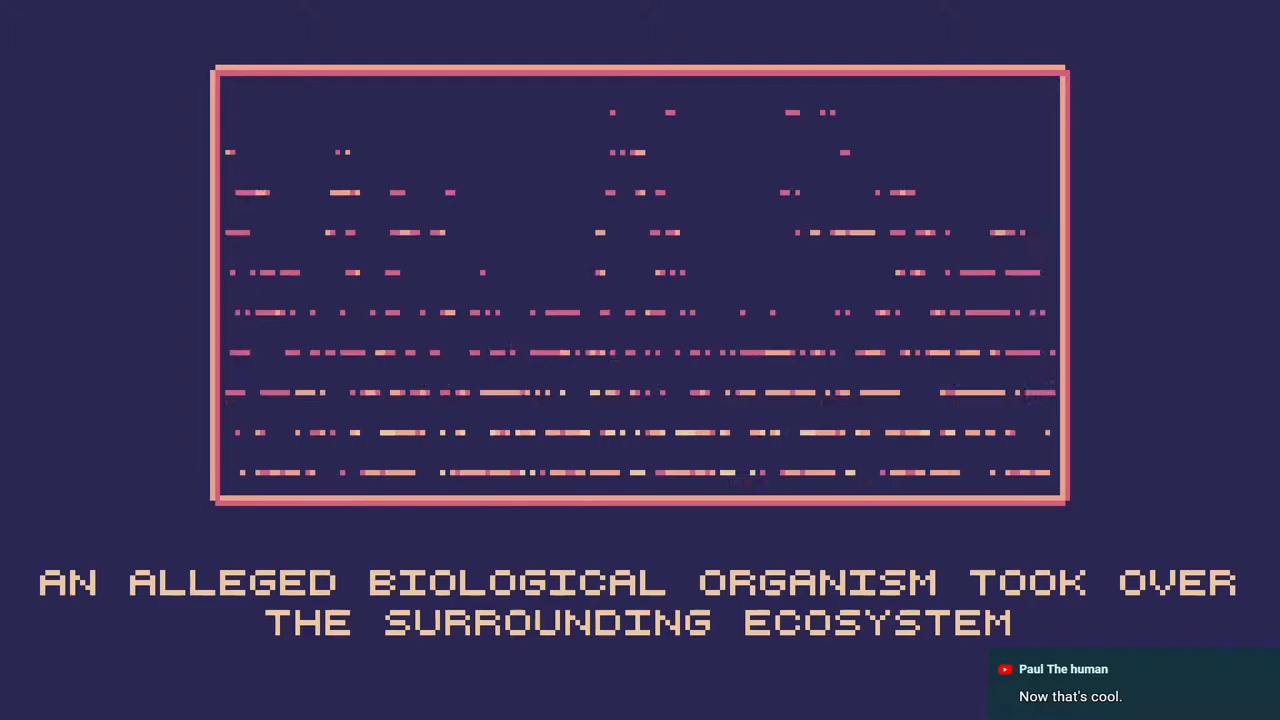 AN ALLEGED BIOLOGICAL ORGANISM TOOK OVER
THE SURROUNDING ECOSYSTEM
Paul The human
Now that's cool.